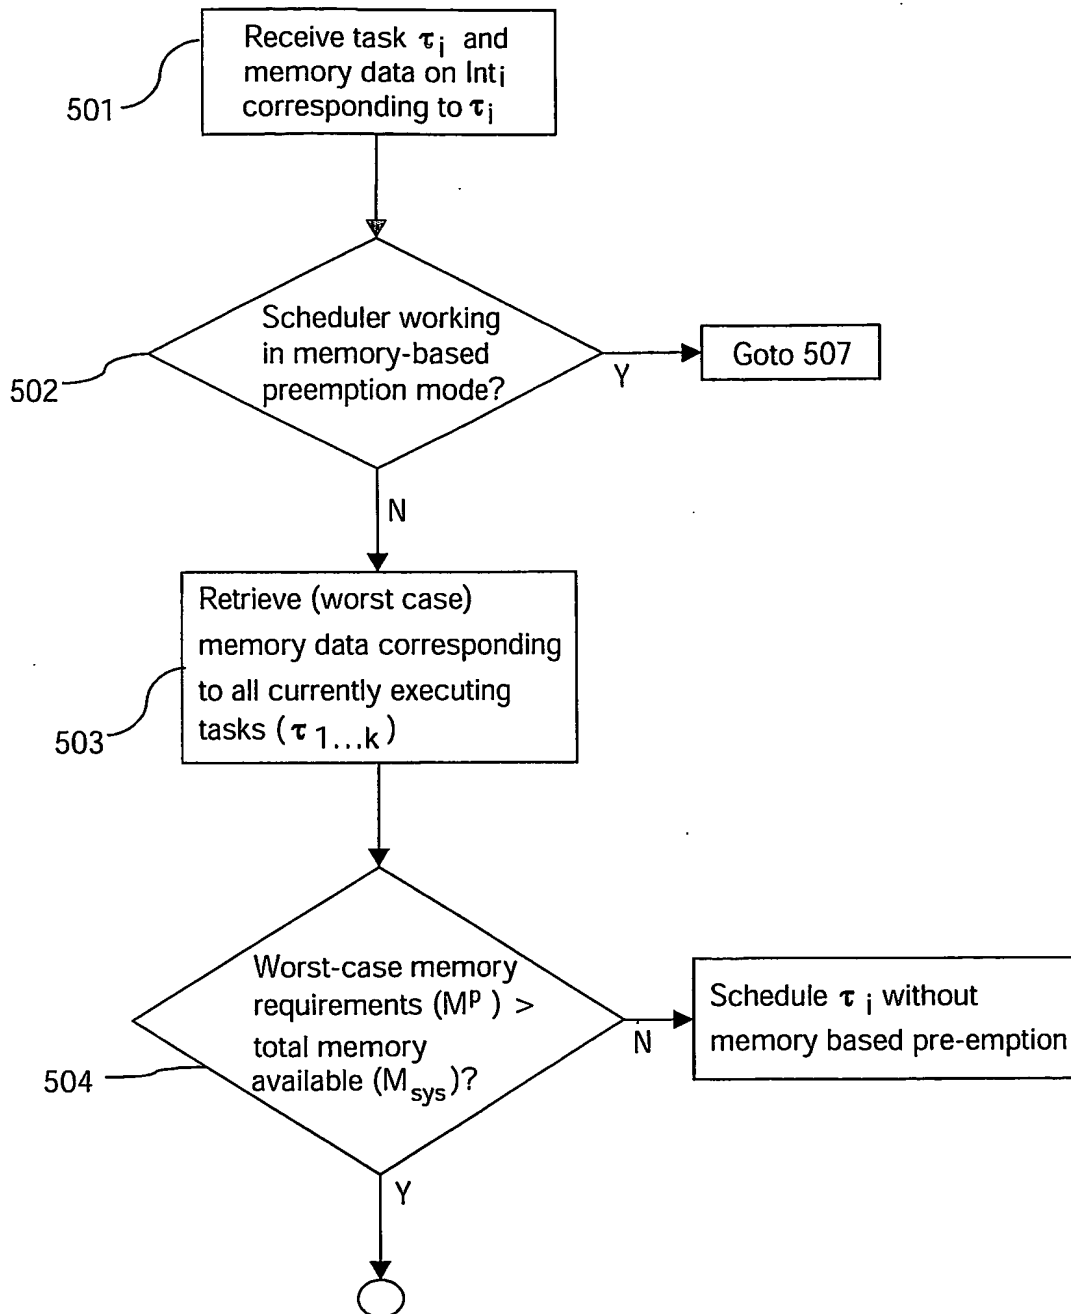 Receive task τi and
memory data on Inti
corresponding to τi
501
Scheduler working
in memory-based
preemption mode?
502
Y
Goto 507
N
Retrieve (worst case)
memory data corresponding
to all currently executing
tasks (τ1...k)
503
Worst-case memory
requirements (Mᵖ) >
total memory
available (Msys)?
504
N
Schedule τi without
memory based pre-emption
Y